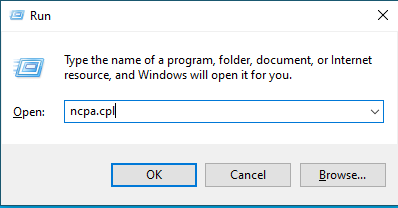 Run
Type the name of a program, folder, document, or Internet
resource, and Windows will open it for you.
Open: ncpa.cpl
OK Cancel Browse...